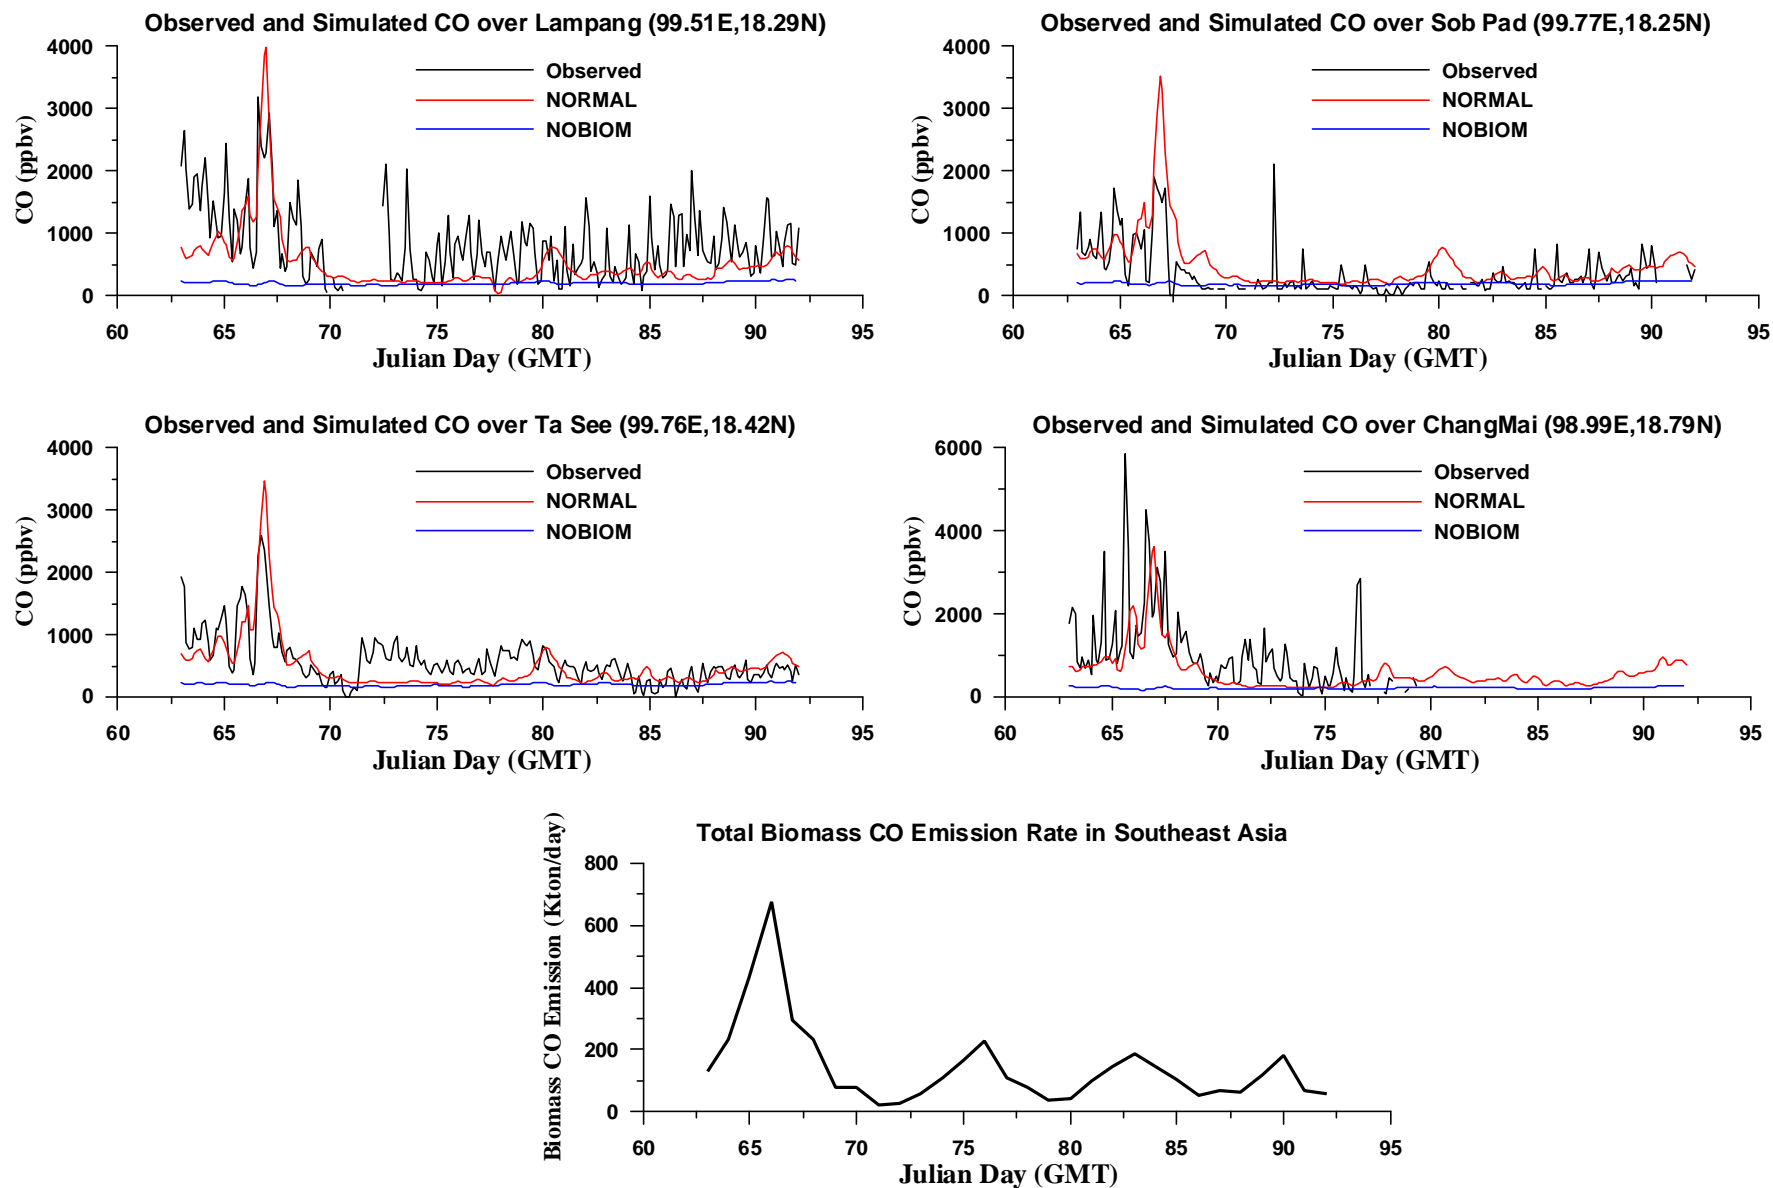 Observed and Simulated CO over Lampang (99.51E,18.29N)
4000
3000
2000
1000
0
CO (ppbv)
Observed
NORMAL
NOBIOM
60 65 70 75 80 85 90 95
Julian Day (GMT)
Observed and Simulated CO over Sob Pad (99.77E,18.25N)
4000
3000
2000
1000
0
CO (ppbv)
Observed
NORMAL
NOBIOM
60 65 70 75 80 85 90 95
Julian Day (GMT)
Observed and Simulated CO over Ta See (99.76E,18.42N)
4000
3000
2000
1000
0
CO (ppbv)
Observed
NORMAL
NOBIOM
60 65 70 75 80 85 90 95
Julian Day (GMT)
Observed and Simulated CO over ChangMai (98.99E,18.79N)
6000
4000
2000
0
CO (ppbv)
Observed
NORMAL
NOBIOM
60 65 70 75 80 85 90 95
Julian Day (GMT)
Total Biomass CO Emission Rate in Southeast Asia
800
600
400
200
0
Biomass CO Emission (Kton/day)
60 65 70 75 80 85 90 95
Julian Day (GMT)